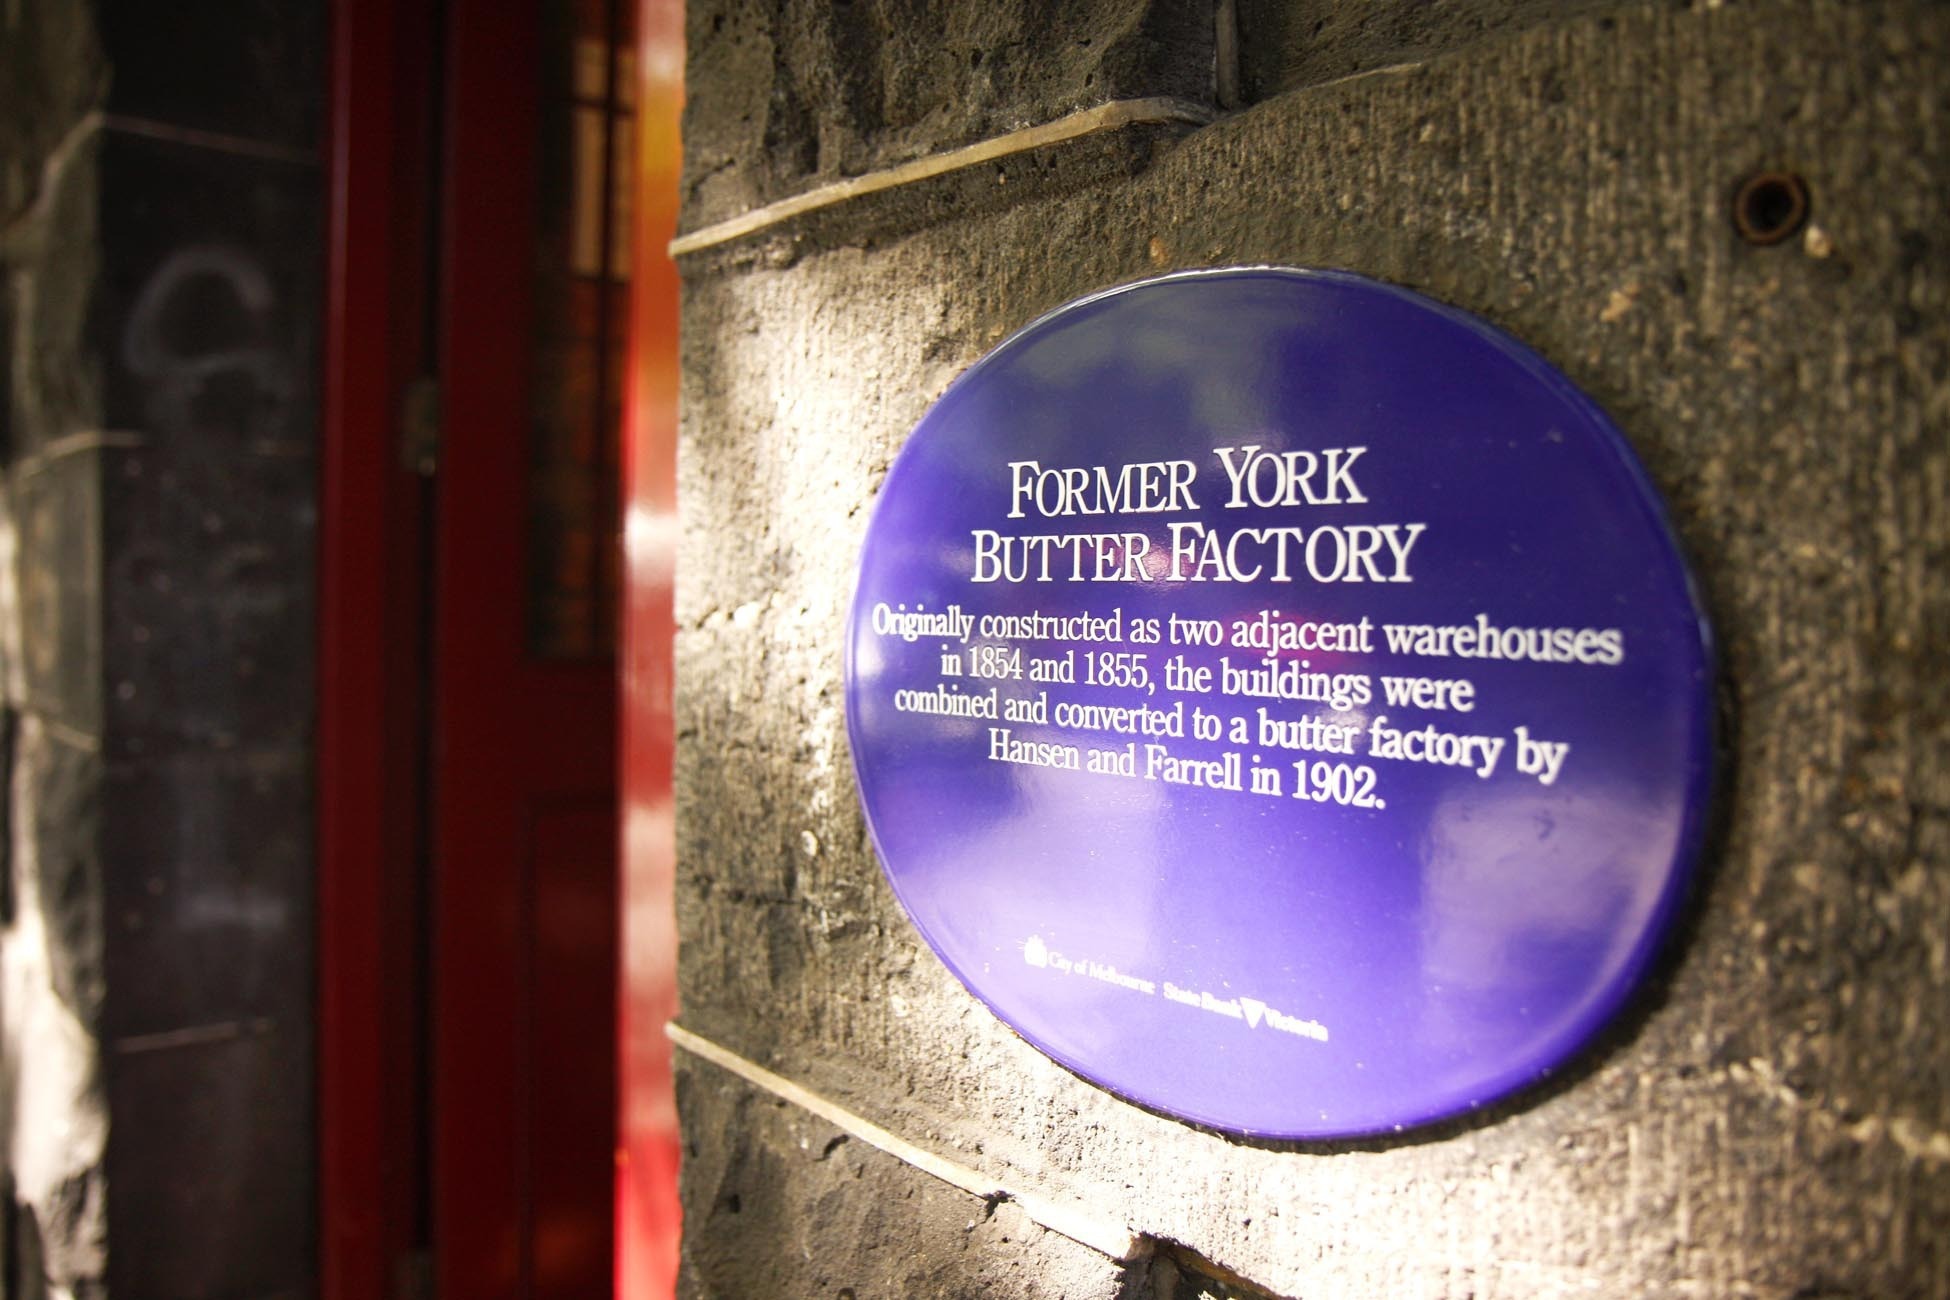 FORMER YORK
BUTTER FACTORY
Originally constructed as two adjacent warehouses
in 1854 and 1855, the buildings were
combined and converted to a butter factory by
Hansen and Farrell in 1902.
City of Melbourne State Bank Victoria